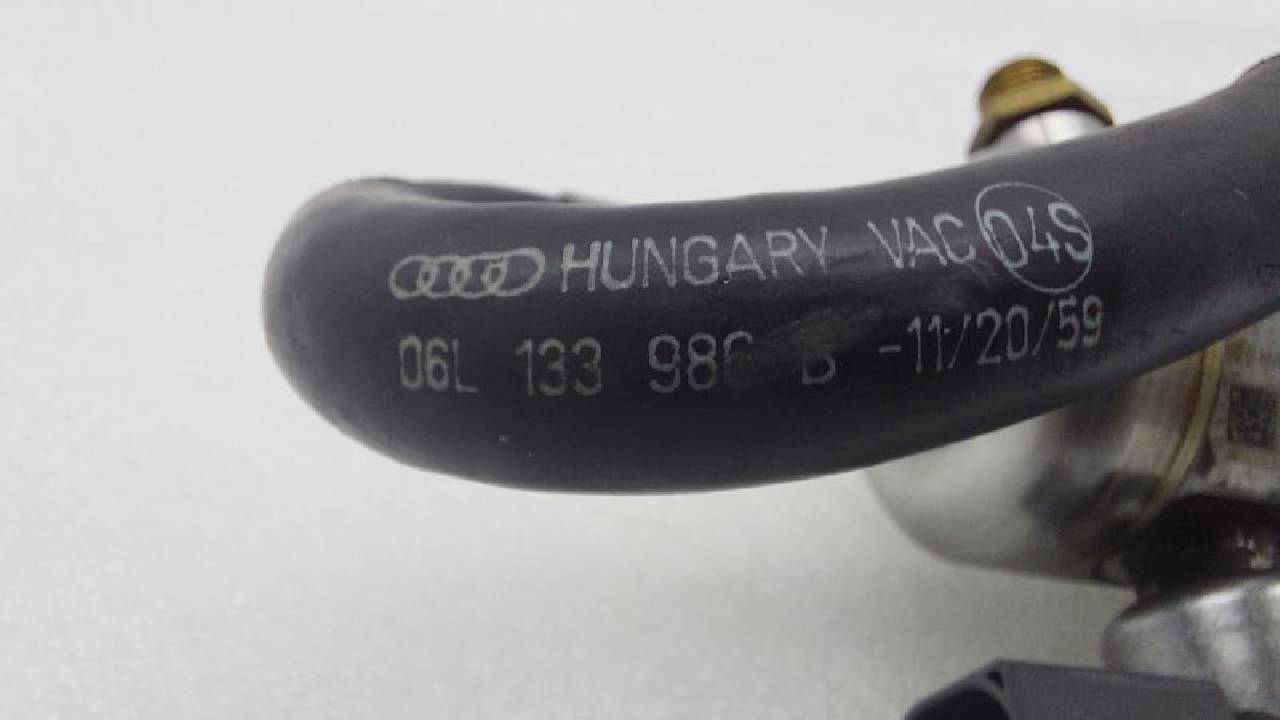 HUNGARY VAC 04S
06L 133 986 B -11/20/59